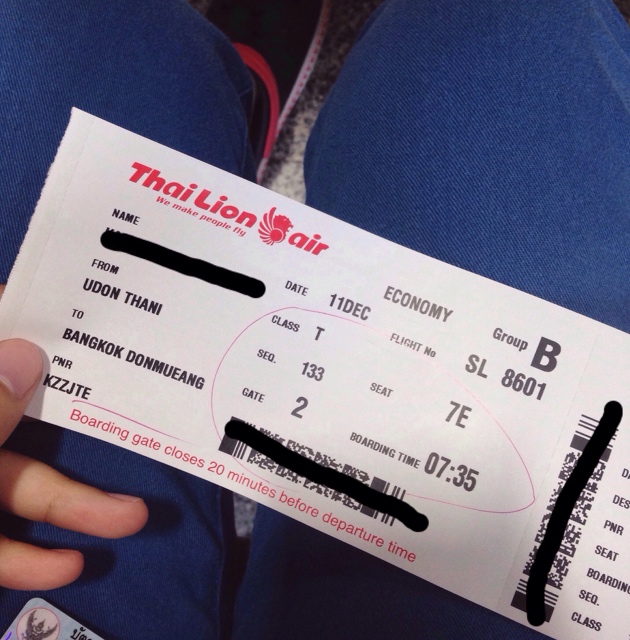 Thai Lion air
We make people fly
NAME
FROM
UDON THANI
TO
BANGKOK DONMUEANG
PNR
KZZJTE
DATE 11DEC ECONOMY
CLASS T FLIGHT No SL 8601 Group B
SEQ. 133 SEAT 7E
GATE 2 BOARDING TIME 07:35
Boarding gate closes 20 minutes before departure time
PNR
SEAT
BOARDING
SEQ.
CLASS